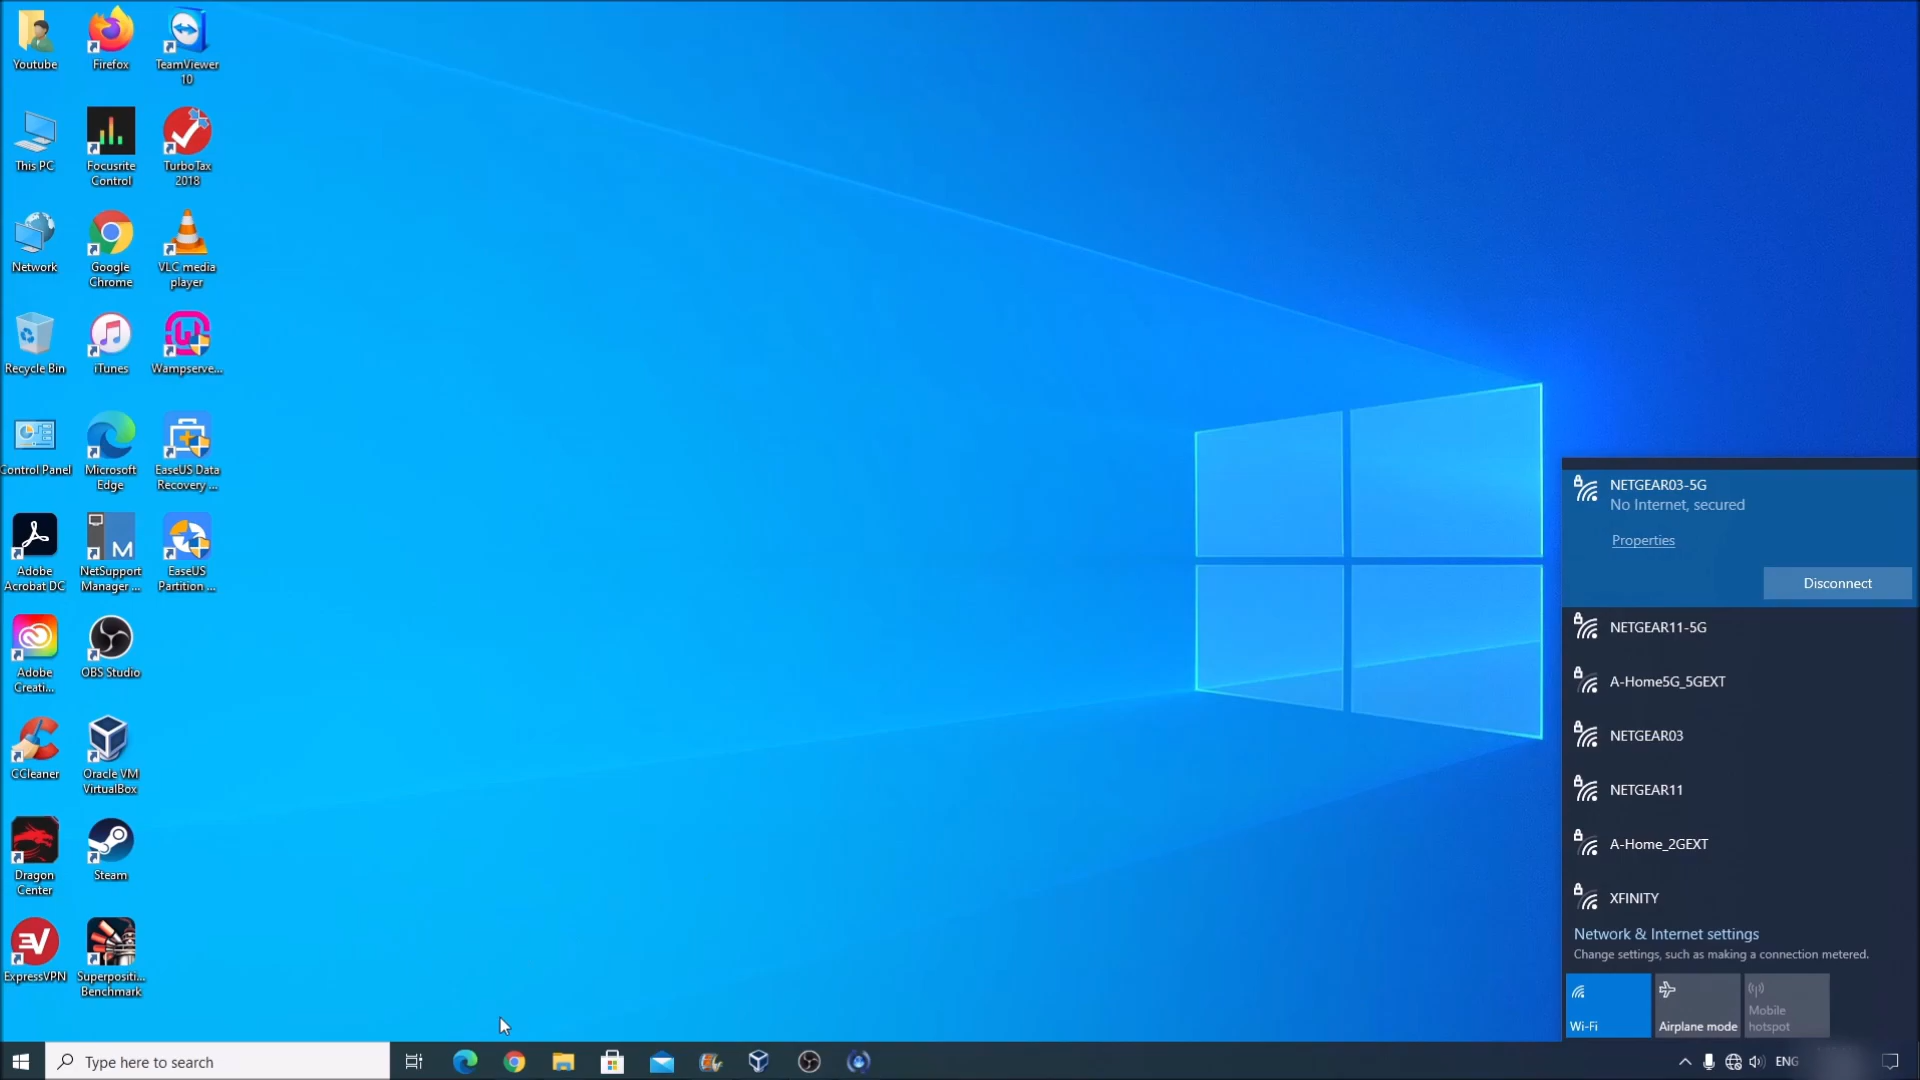 Youtube
Firefox
TeamViewer
10
This PC
Focusrite
Control
TurboTax
2018
Network
Google
Chrome
VLC media
player
Recycle Bin
iTunes
Wampserve...
Control Panel
Microsoft
Edge
EaseUS Data
Recovery ...
Adobe
Acrobat DC
M
NetSupport
Manager ...
EaseUS
Partition ...
Adobe
Creati...
OBS Studio
CCleaner
Oracle VM
VirtualBox
Dragon
Center
Steam
ExpressVPN
Superpositi...
Benchmark
NETGEAR03-5G
No Internet, secured
Properties
Disconnect
NETGEAR11-5G
A-Home5G_5GEXT
NETGEAR03
NETGEAR11
A-Home_2GEXT
XFINITY
Network & Internet settings
Change settings, such as making a connection metered.
Wi-Fi
Airplane mode
Mobile
hotspot
Type here to search
ENG